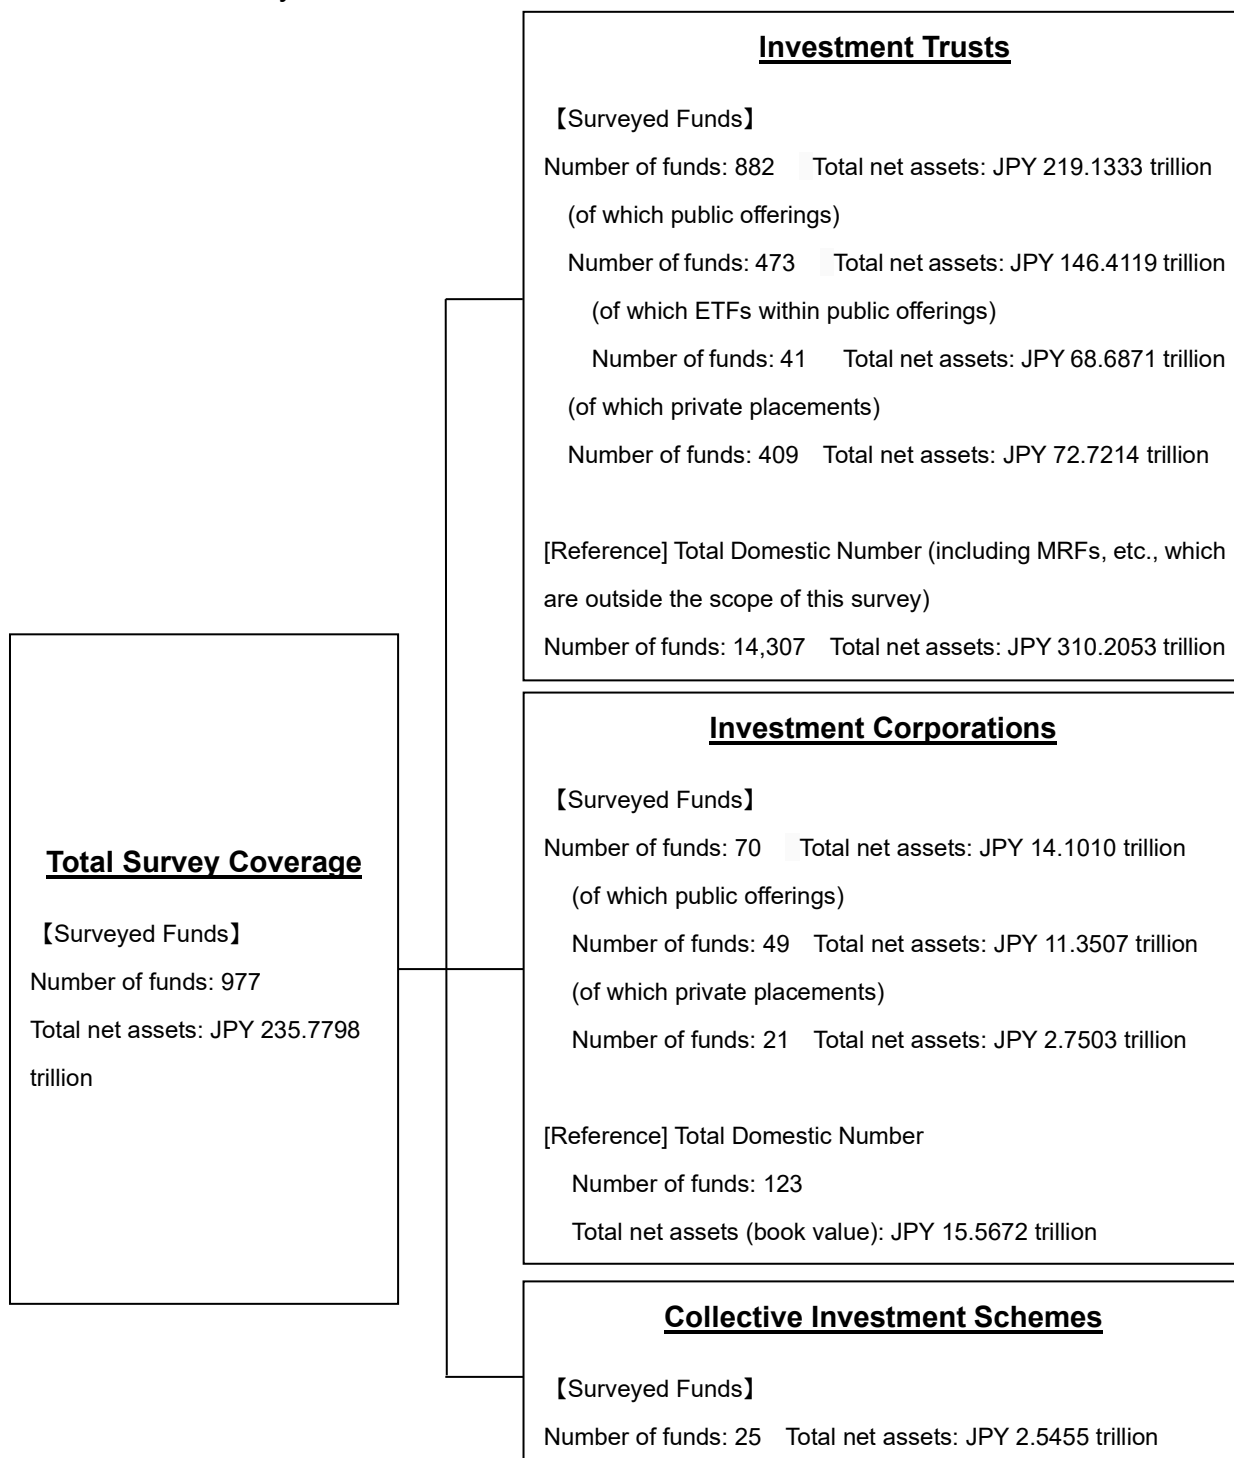 Investment Trusts
【Surveyed Funds】
Number of funds: 882 Total net assets: JPY 219.1333 trillion
(of which public offerings)
Number of funds: 473 Total net assets: JPY 146.4119 trillion
(of which ETFs within public offerings)
Number of funds: 41 Total net assets: JPY 68.6871 trillion
(of which private placements)
Number of funds: 409 Total net assets: JPY 72.7214 trillion
[Reference] Total Domestic Number (including MRFs, etc., which
are outside the scope of this survey)
Number of funds: 14,307 Total net assets: JPY 310.2053 trillion
Total Survey Coverage
【Surveyed Funds】
Number of funds: 977
Total net assets: JPY 235.7798
trillion
Investment Corporations
【Surveyed Funds】
Number of funds: 70 Total net assets: JPY 14.1010 trillion
(of which public offerings)
Number of funds: 49 Total net assets: JPY 11.3507 trillion
(of which private placements)
Number of funds: 21 Total net assets: JPY 2.7503 trillion
[Reference] Total Domestic Number
Number of funds: 123
Total net assets (book value): JPY 15.5672 trillion
Collective Investment Schemes
【Surveyed Funds】
Number of funds: 25 Total net assets: JPY 2.5455 trillion